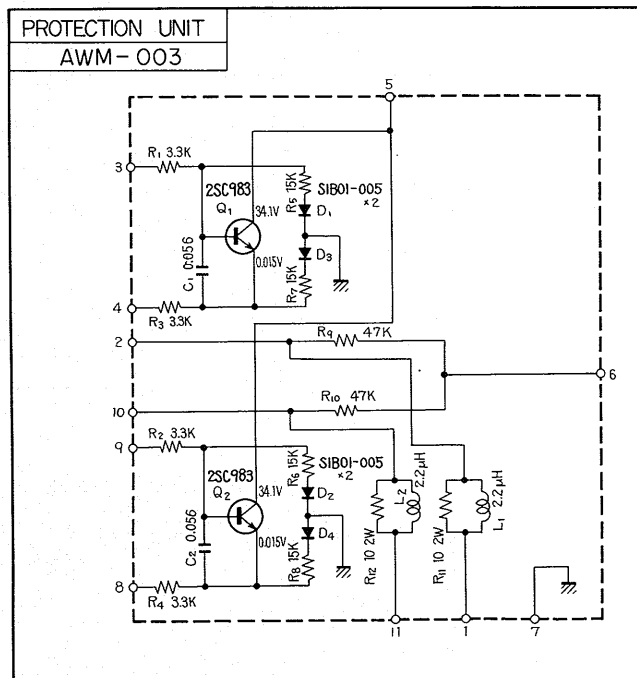 PROTECTION UNIT
AWM-003
5
3
R1 3.3K
2SC983
Q1
34.1V
0.015V
C1 0.056
R5 15K
S1B01-005
×2
D1
D3
R7 15K
4
R3 3.3K
2
R9 47K
6
10
R10 47K
9
R2 3.3K
2SC983
Q2
34.1V
0.015V
C2 0.056
R6 15K
S1B01-005
×2
D2
D4
R8 15K
8
R4 3.3K
L2
2.2μH
R12 10 2W
L1
2.2μH
R11 10 2W
11
1
7